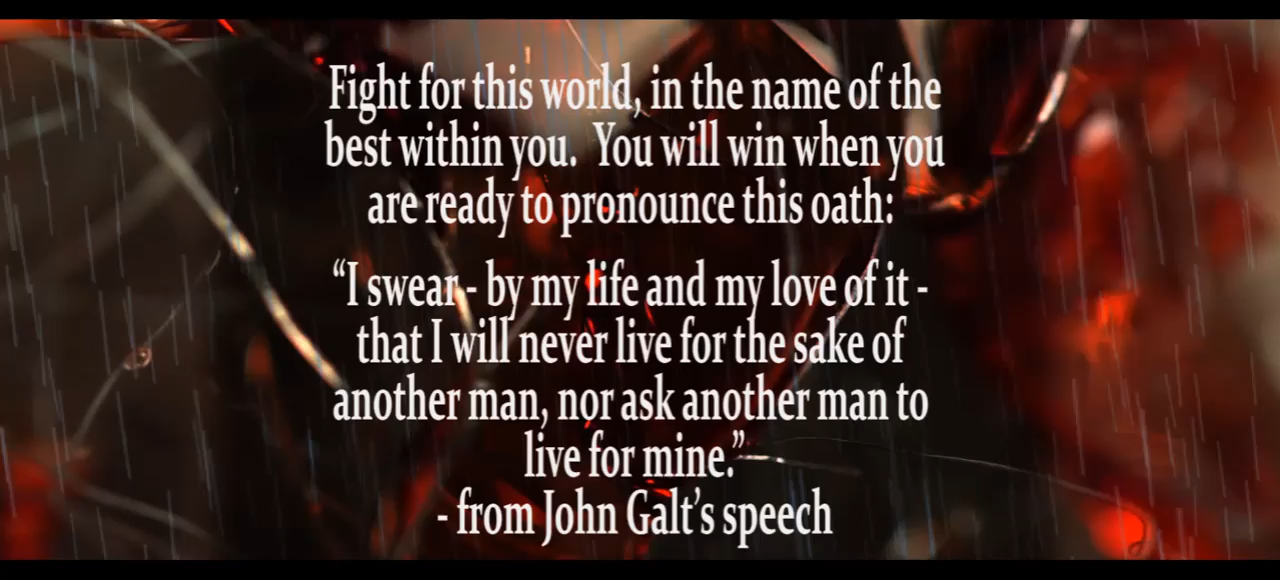 Fight for this world, in the name of the
best within you.  You will win when you
are ready to pronounce this oath:
“I swear - by my life and my love of it -
that I will never live for the sake of
another man, nor ask another man to
live for mine.”
- from John Galt’s speech